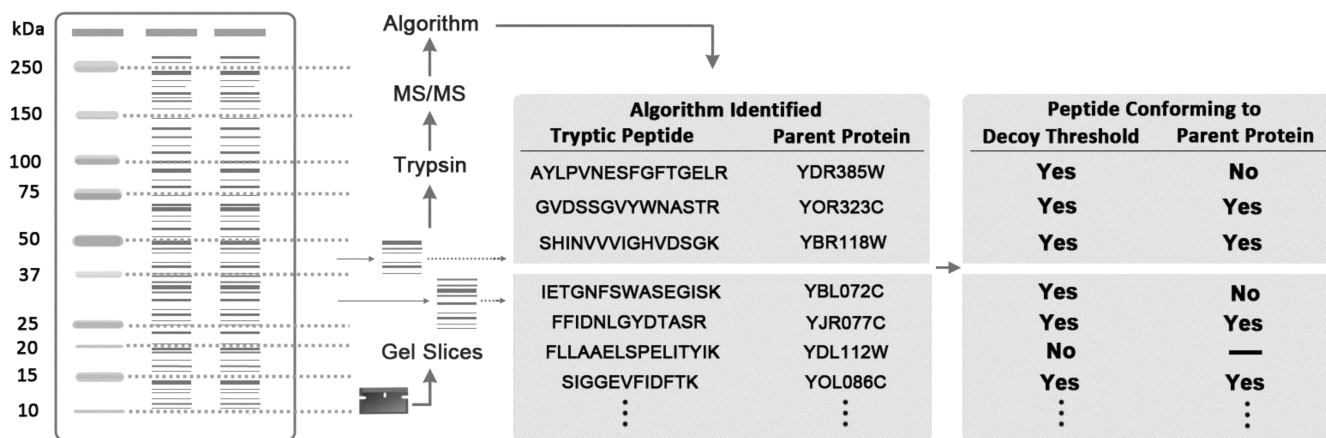 kDa
250
150
100
75
50
37
25
20
15
10
Algorithm
MS/MS
Trypsin
Gel Slices
Algorithm Identified
Tryptic Peptide Parent Protein
AYLPVNESFGFTGELR YDR385W
GVDSSGVYWNASTR YOR323C
SHINVVVIGHVDSGK YBR118W
IETGNFSWASEGISK YBL072C
FFIDNLGYDTASR YJR077C
FLLAAELSPELITYIK YDL112W
SIGGEVFIDFTK YOL086C
Peptide Conforming to
Decoy Threshold Parent Protein
Yes No
Yes Yes
Yes Yes
Yes No
Yes Yes
No —
Yes Yes